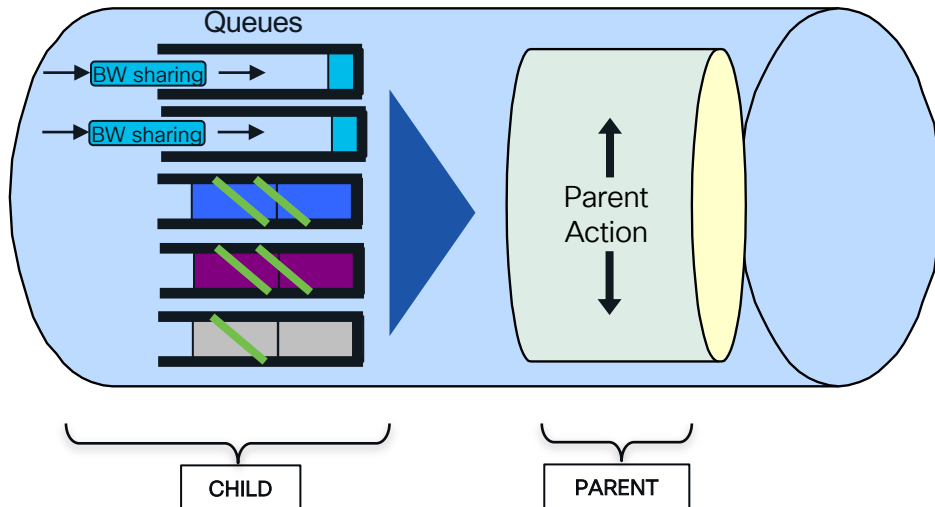 Queues
BW sharing
BW sharing
Parent
Action
CHILD
PARENT